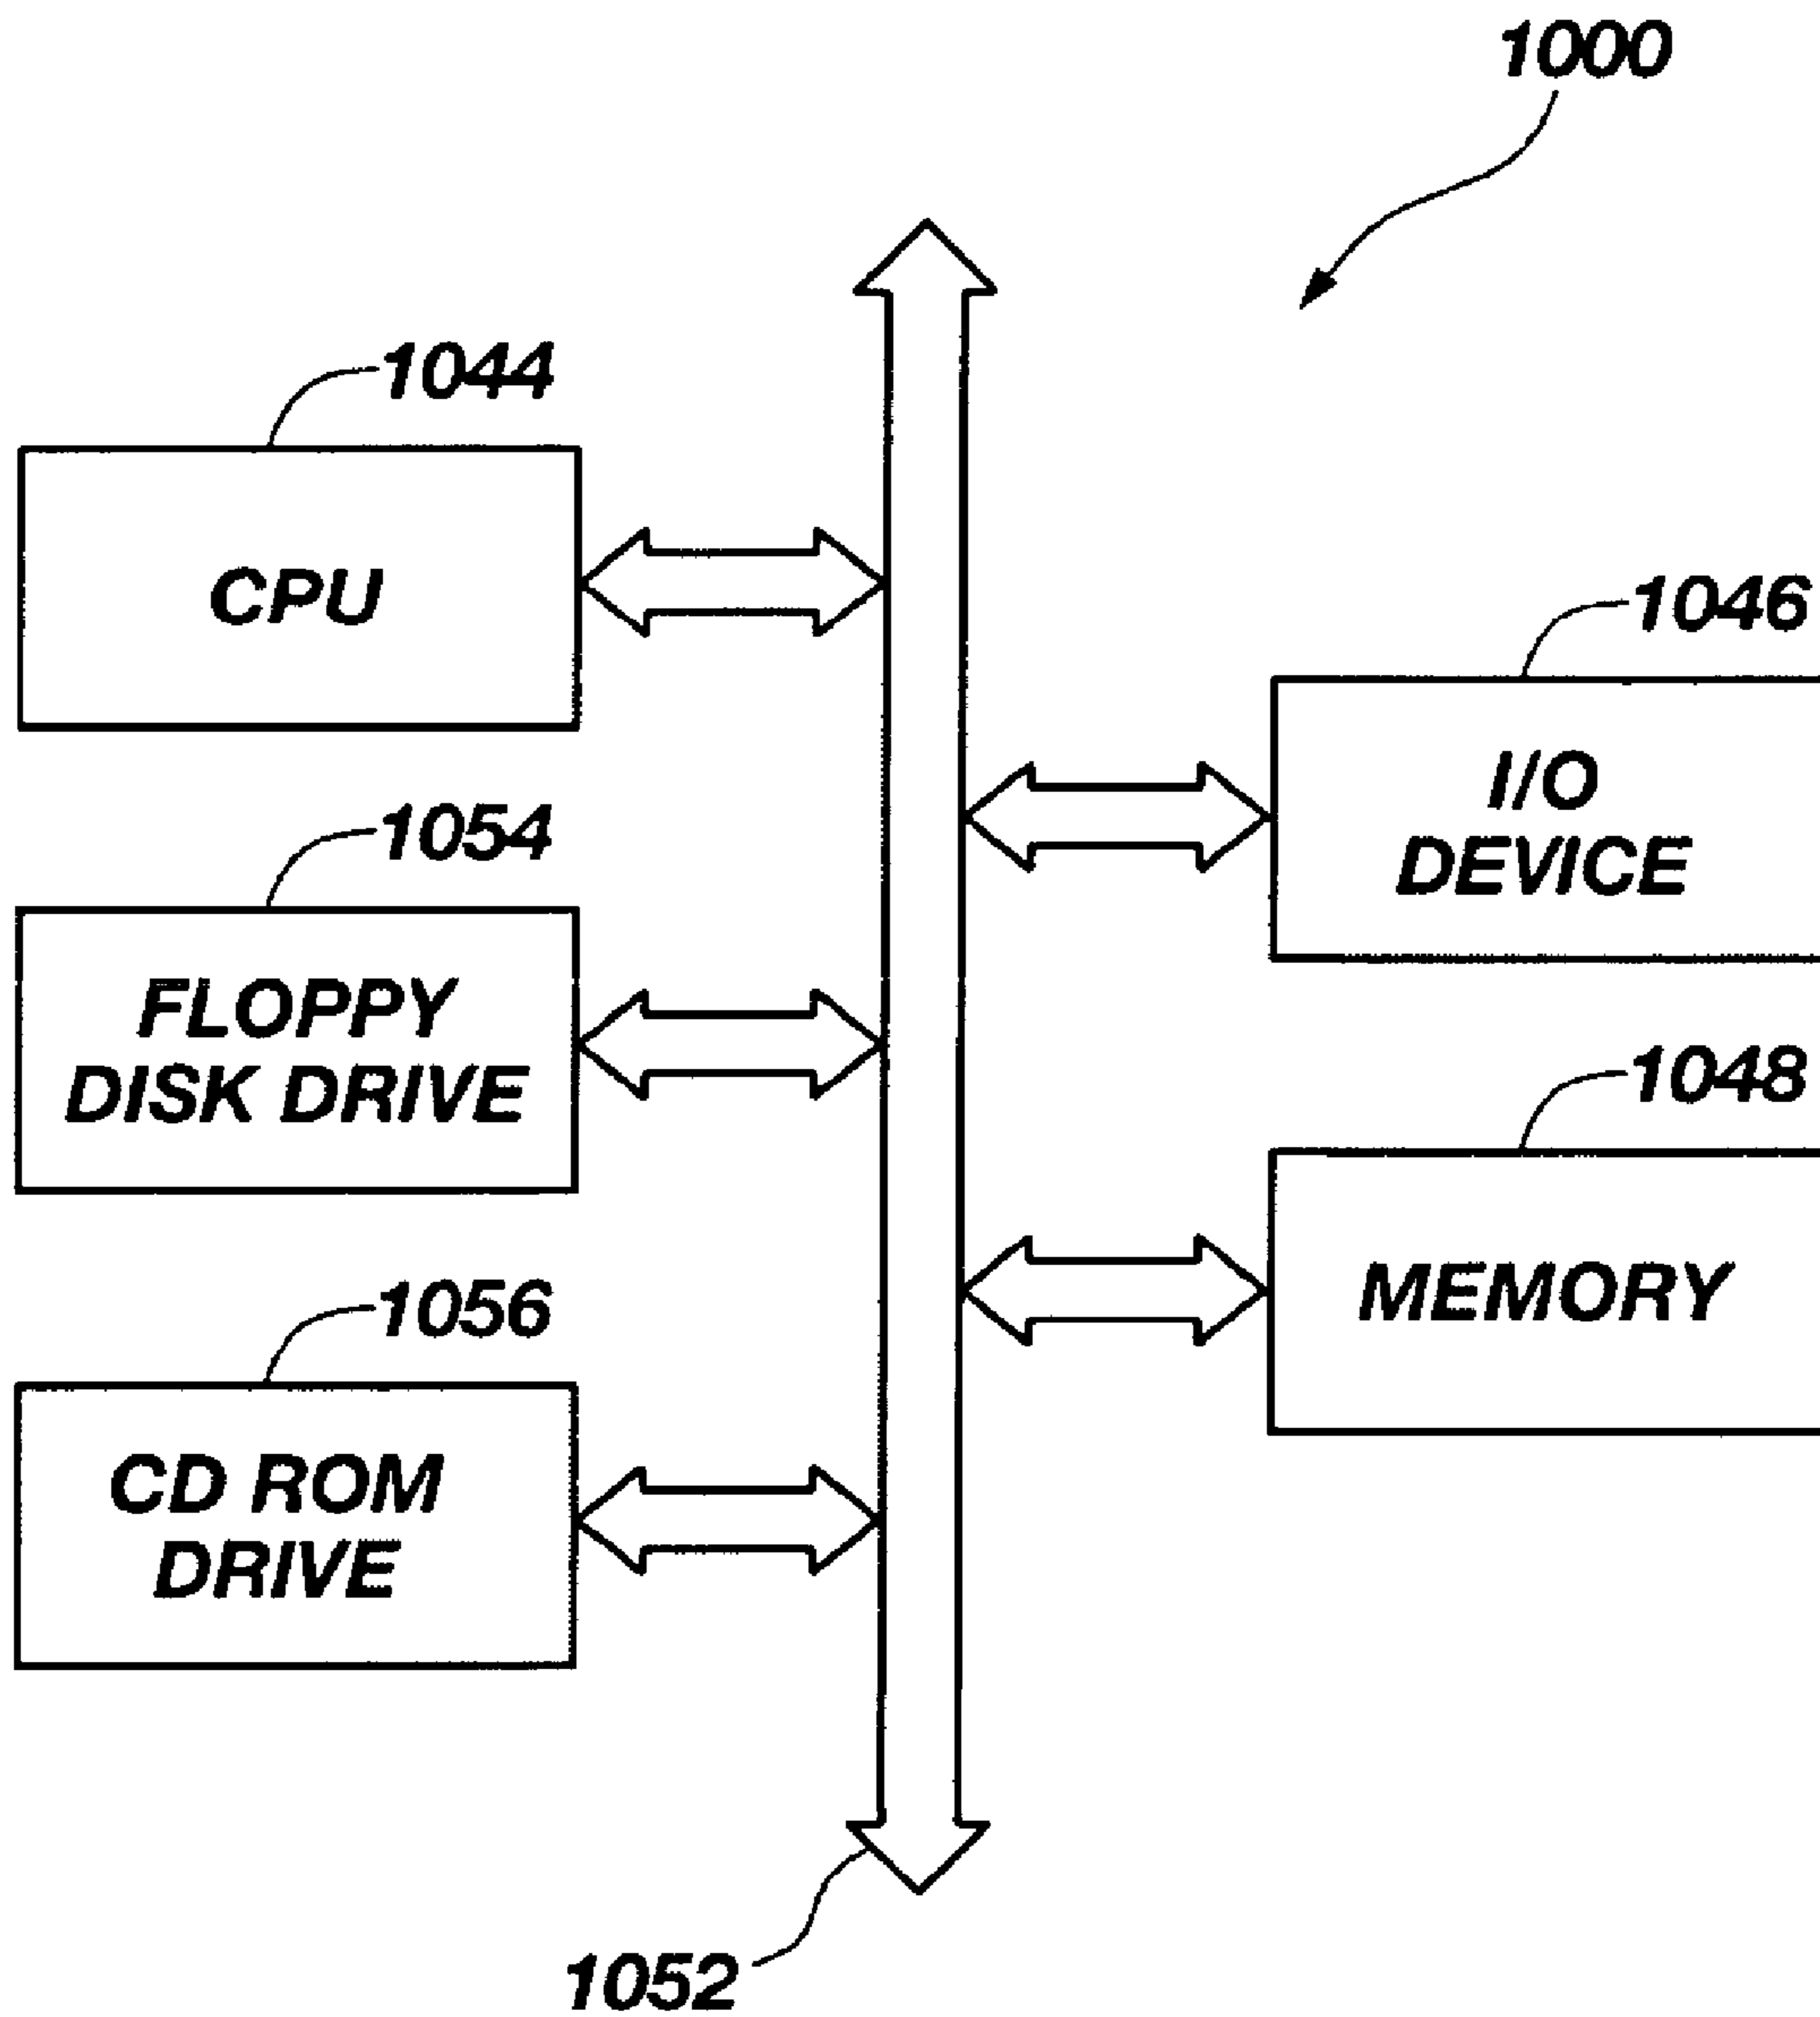 1000
1044
CPU
1046
I/O
DEVICE
1054
FLOPPY
DISK DRIVE
1048
MEMORY
1056
CD ROM
DRIVE
1052